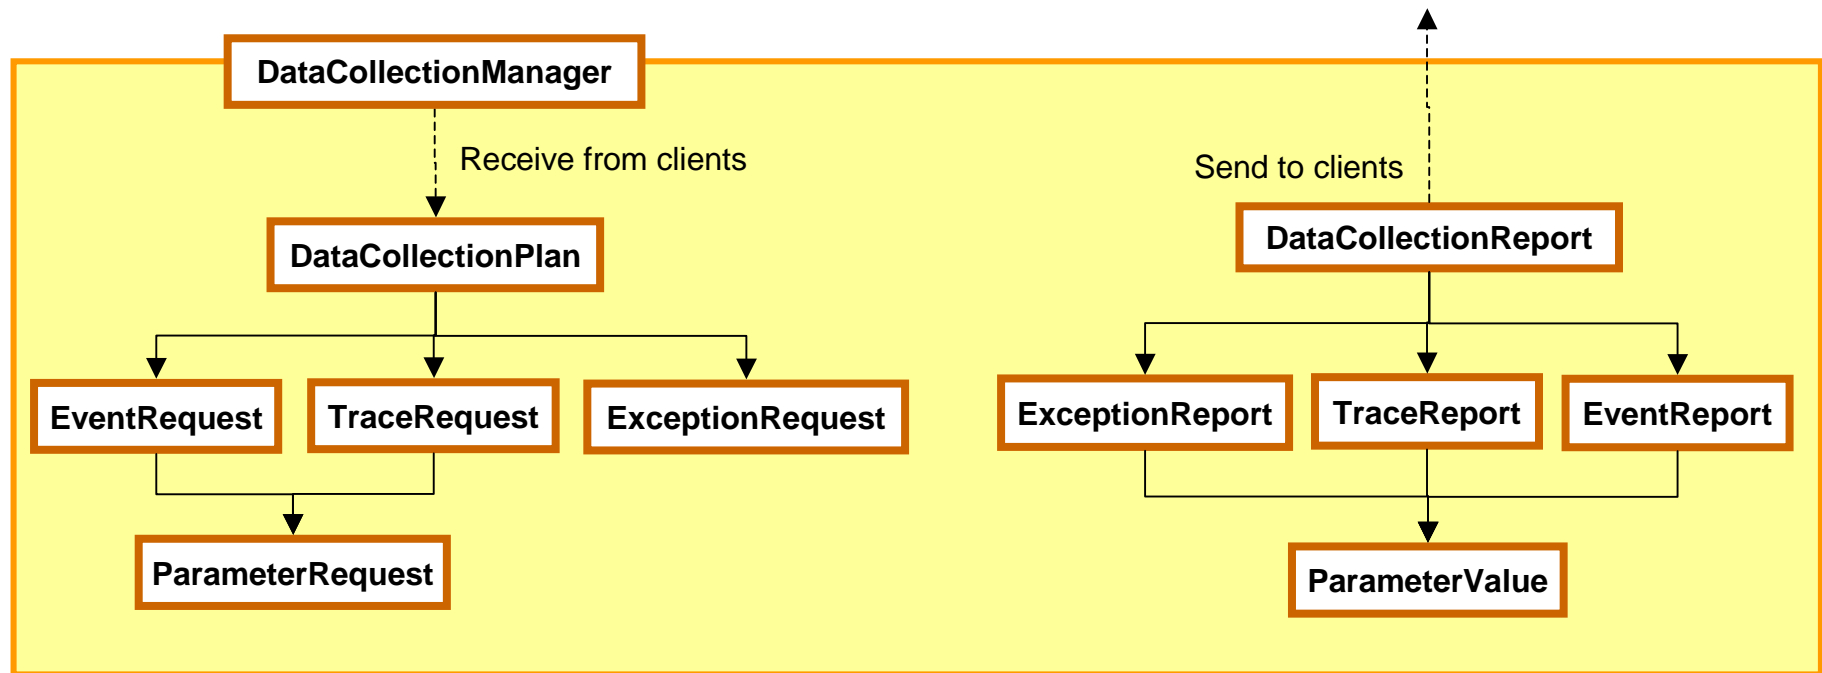 DataCollectionManager
Receive from clients
Send to clients
DataCollectionPlan
DataCollectionReport
EventRequest
TraceRequest
ExceptionRequest
ExceptionReport
TraceReport
EventReport
ParameterRequest
ParameterValue